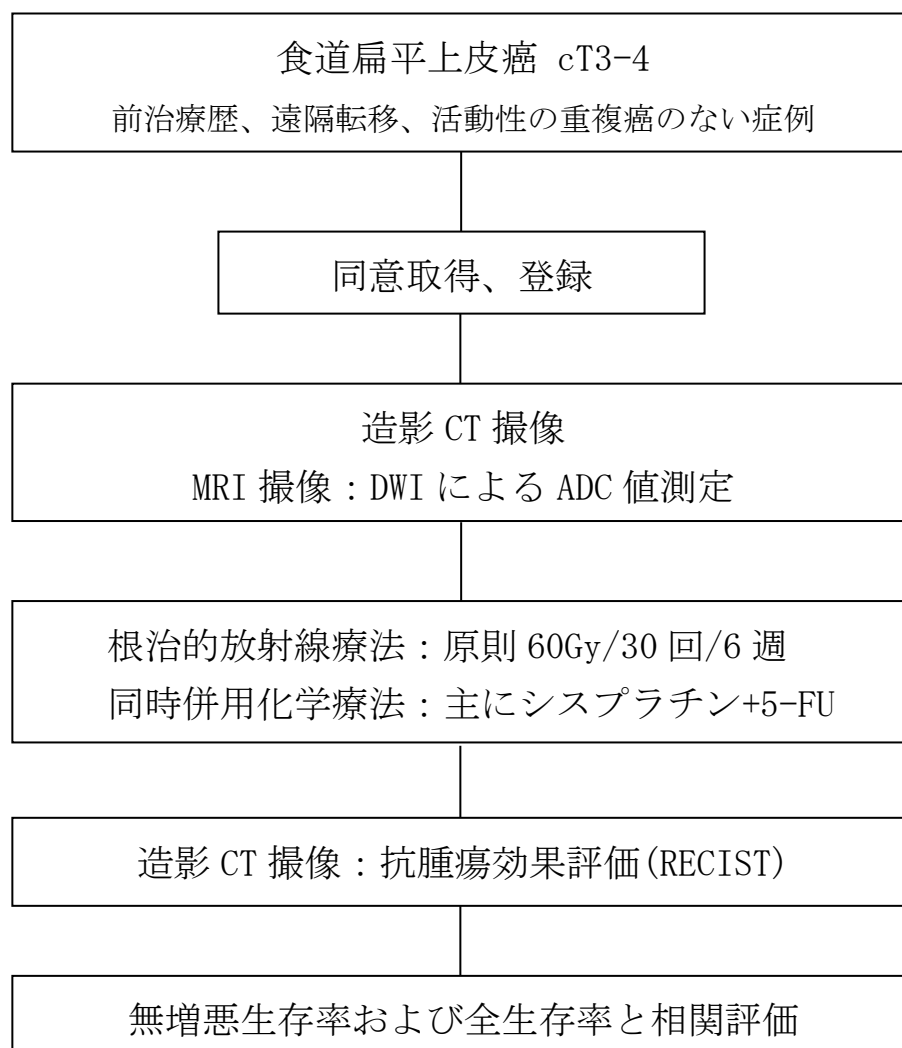 食道扁平上皮癌 cT3-4
前治療歴、遠隔転移、活動性の重複癌のない症例
同意取得、登録
造影 CT 撮像
MRI 撮像：DWI による ADC 値測定
根治的放射線療法：原則 60Gy/30 回/6 週
同時併用化学療法：主にシスプラチン+5-FU
造影 CT 撮像：抗腫瘍効果評価(RECIST)
無増悪生存率および全生存率と相関評価